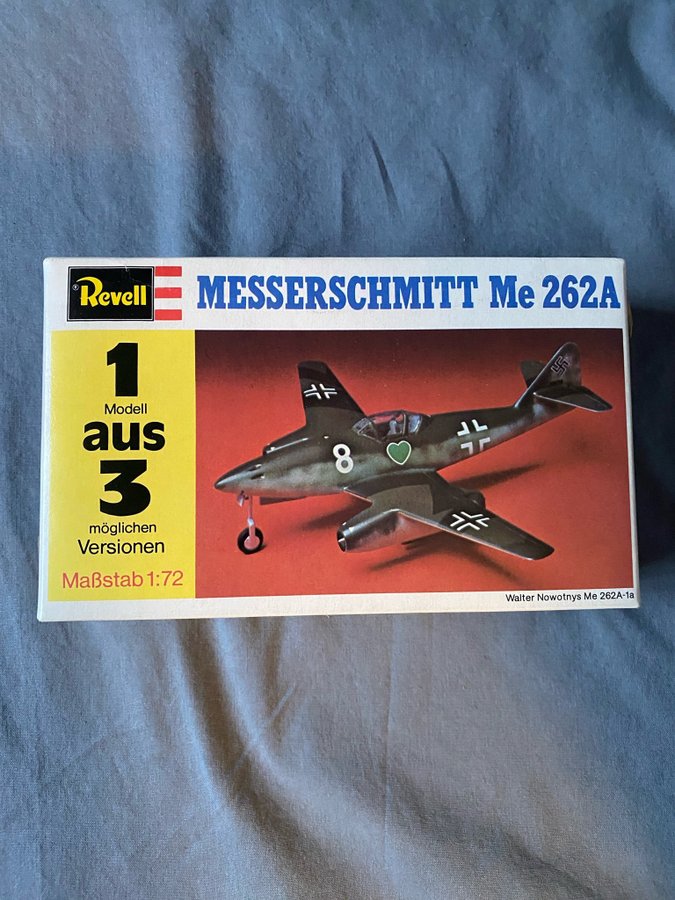 ® Revell
MESSERSCHMITT Me 262A
1
Modell
aus
3
möglichen
Versionen
Maßstab 1:72
8
Walter Nowotnys Me 262A-1a